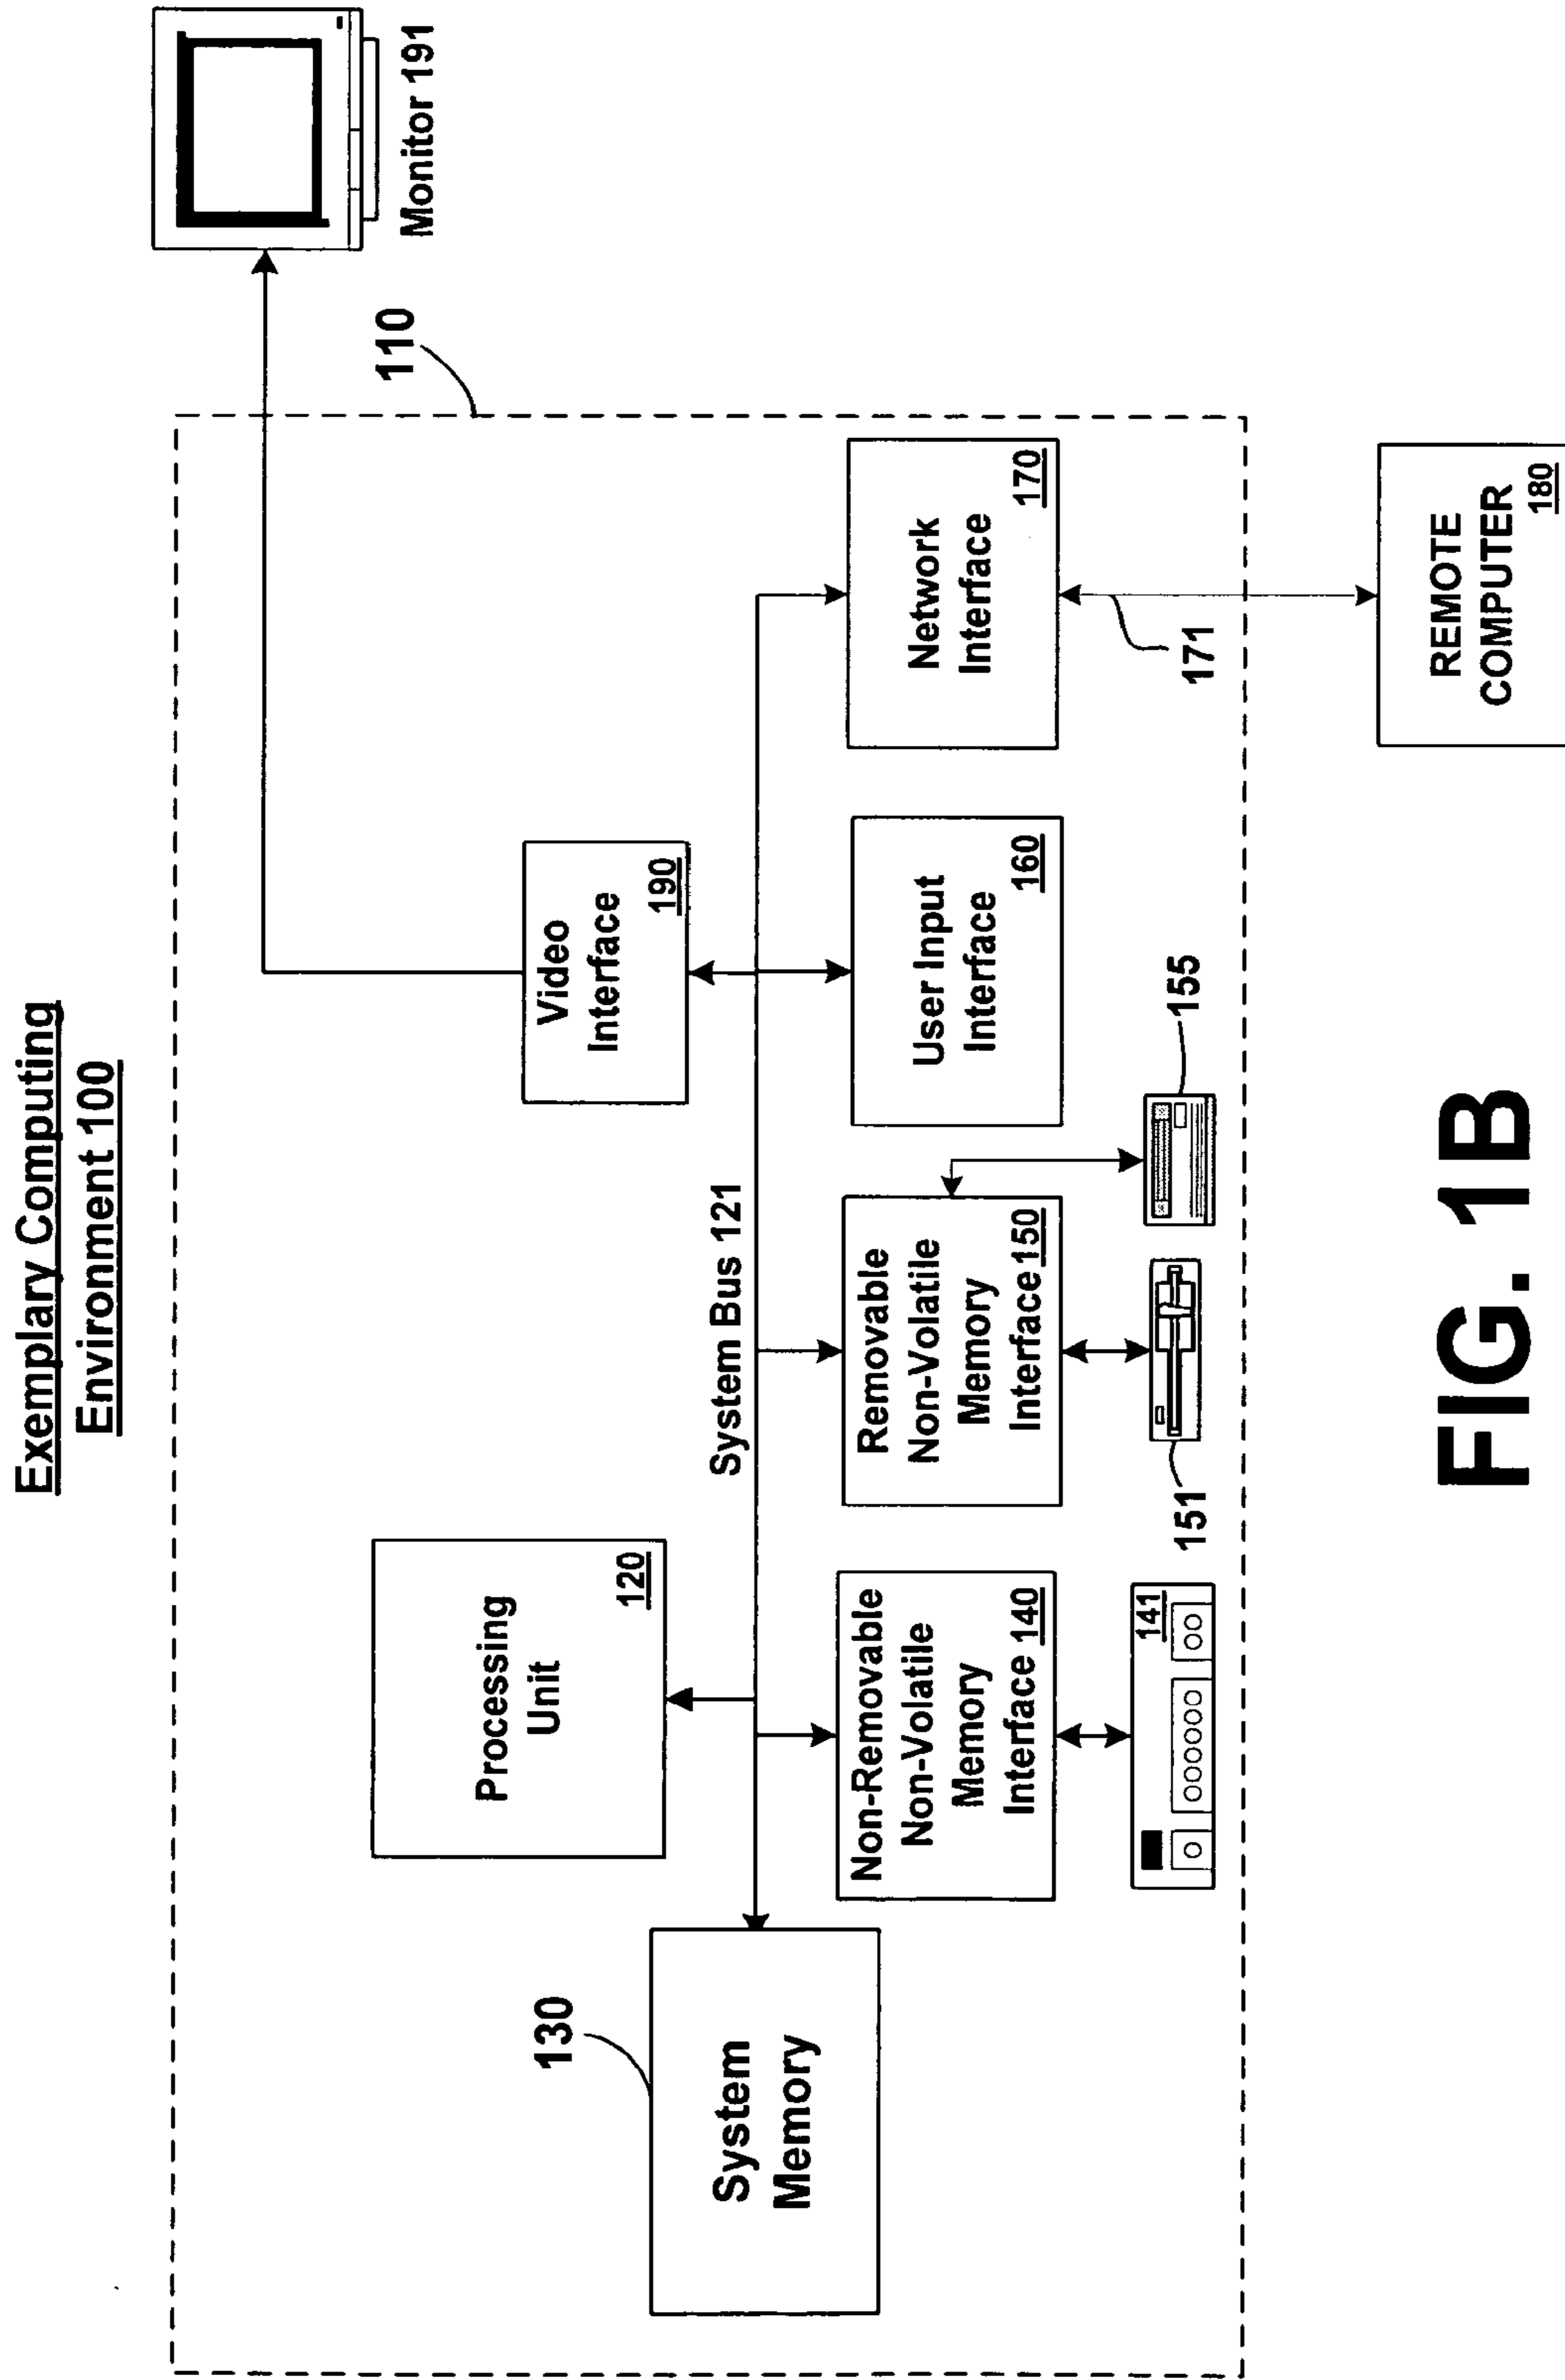 Exemplary Computing
Environment 100
Monitor 191
110
Processing
Unit
120
Video
Interface
190
130
System
Memory
System Bus 121
Non-Removable
Non-Volatile
Memory
Interface 140
Removable
Non-Volatile
Memory
Interface 150
User Input
Interface
160
Network
Interface
170
141
151
155
171
REMOTE
COMPUTER
180
FIG. 1B